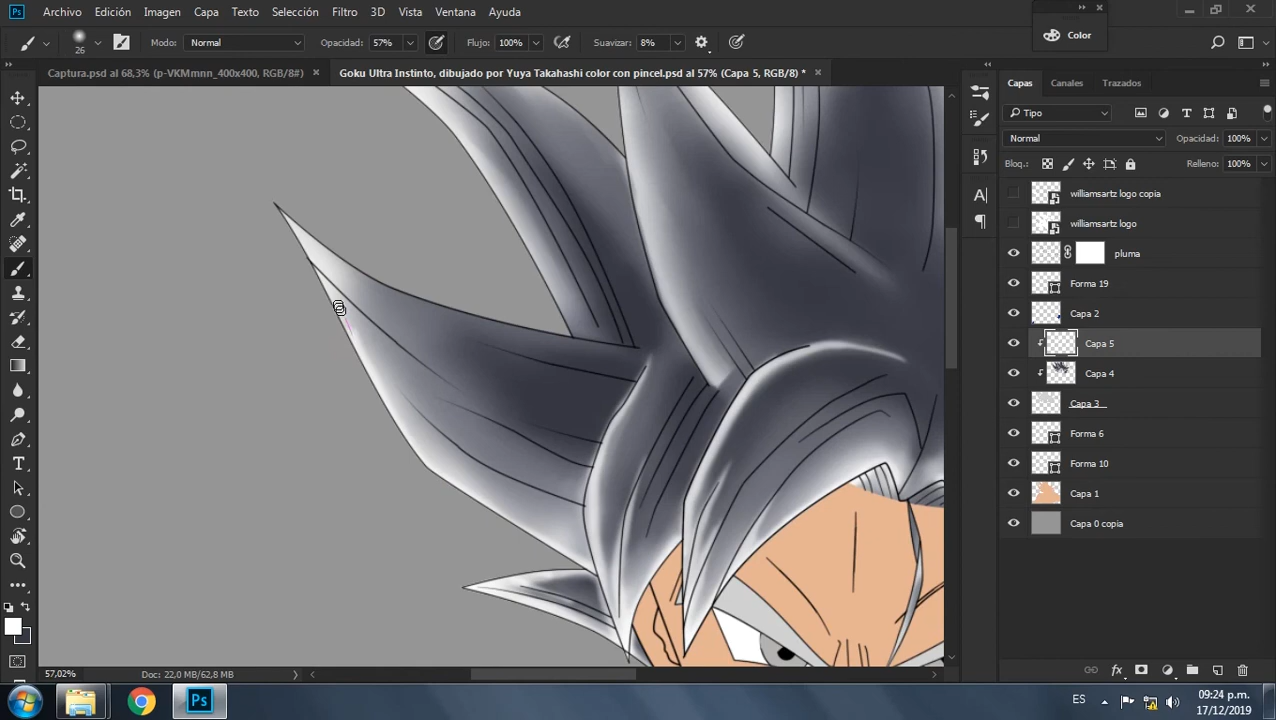 Ps Archivo Edición Imagen Capa Texto Selección Filtro 3D Vista Ventana Ayuda
Color
26 Modo: Normal Opacidad: 57% Flujo: 100% Suavizar: 8%
Captura.psd al 68,3% (p-VKMmnn_400x400, RGB/8#) Goku Ultra Instinto, dibujado por Yuya Takahashi color con pincel.psd al 57% (Capa 5, RGB/8) *
Capas Canales Trazados
Tipo
Normal Opacidad: 100%
Bloq.: Relleno: 100%
williamsartz logo copia
williamsartz logo
pluma
Forma 19
Capa 2
Capa 5
Capa 4
Capa 3
Forma 6
Forma 10
Capa 1
Capa 0 copia
57,02% Doc: 22,0 MB/62,8 MB
Ps ES 09:24 p.m.
17/12/2019